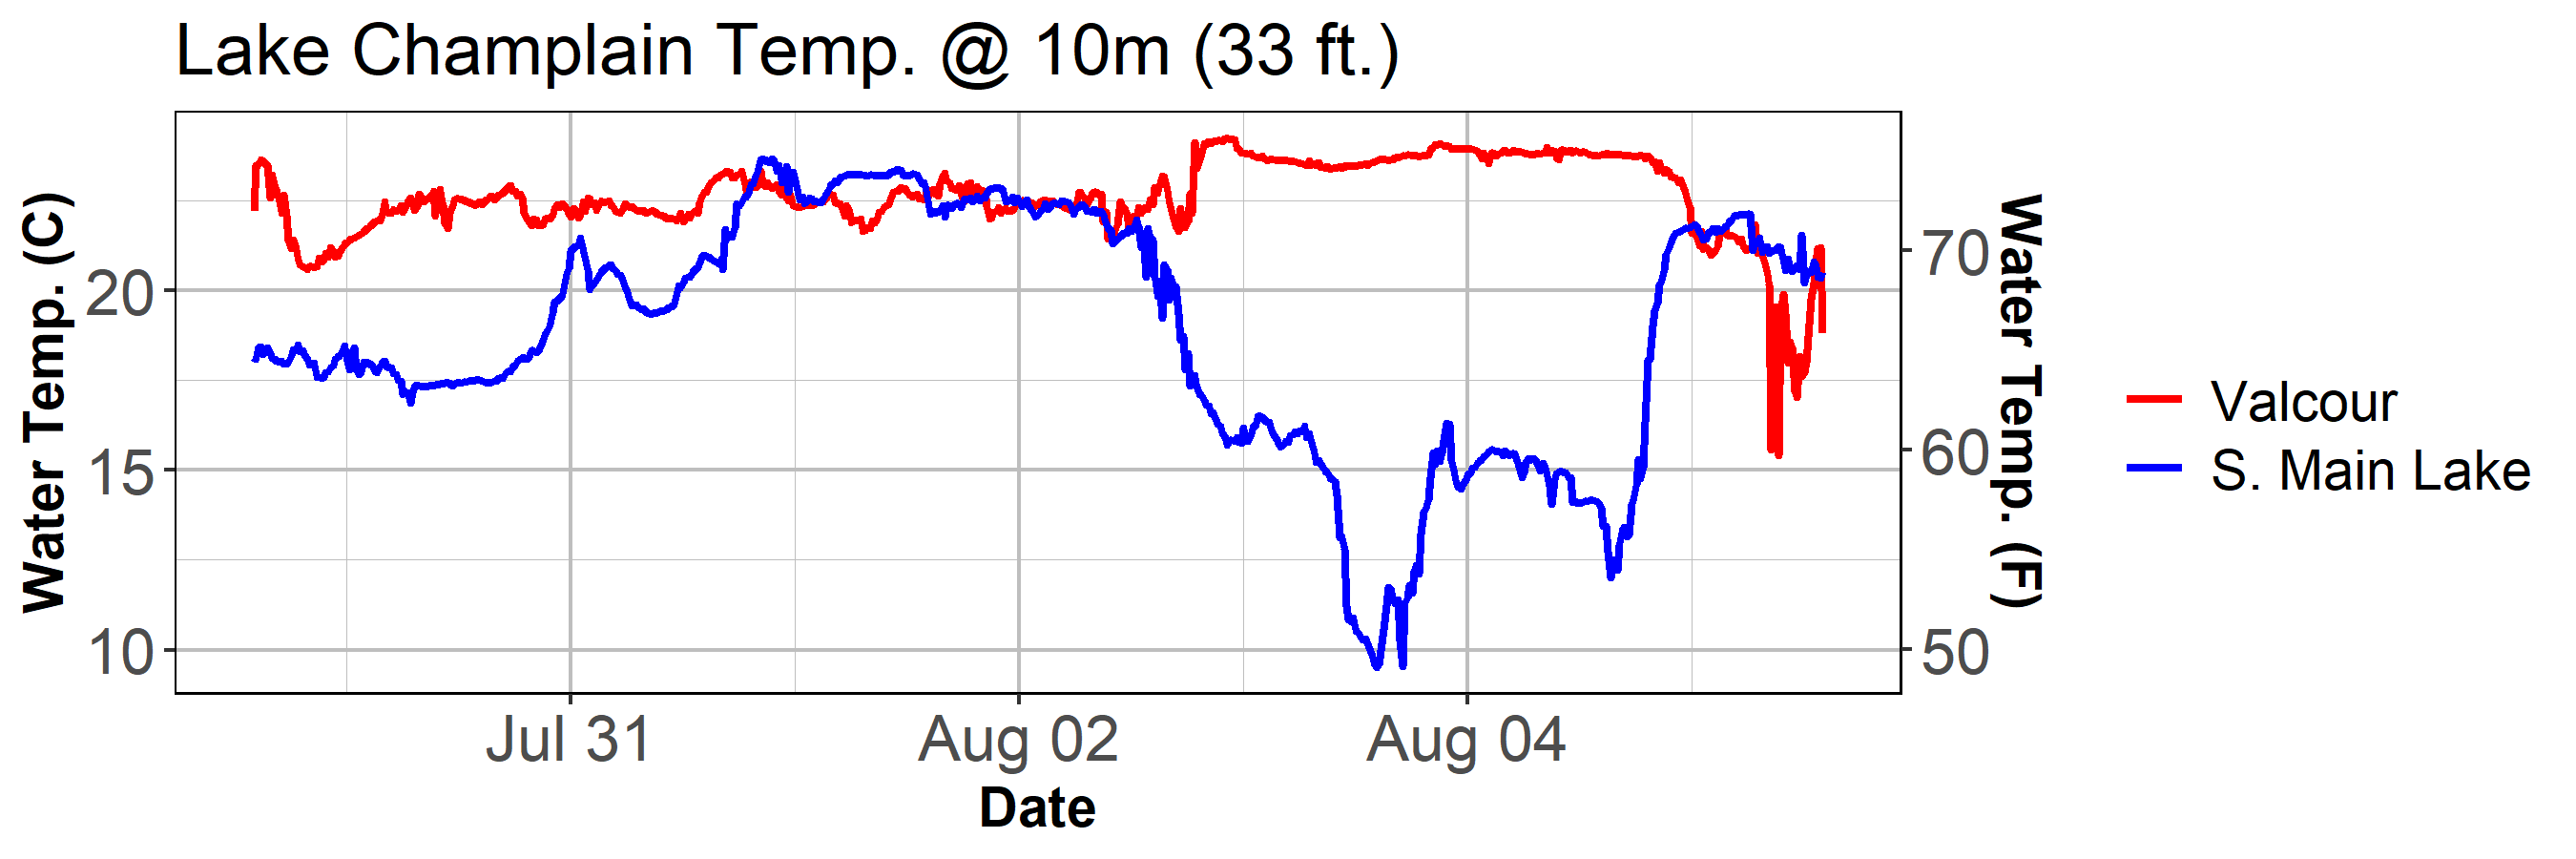 Lake Champlain Temp. @ 10m (33 ft.)
Water Temp. (C)
20
15
10
70
60
50
Water Temp. (F)
Jul 31
Aug 02
Aug 04
Date
Valcour
S. Main Lake